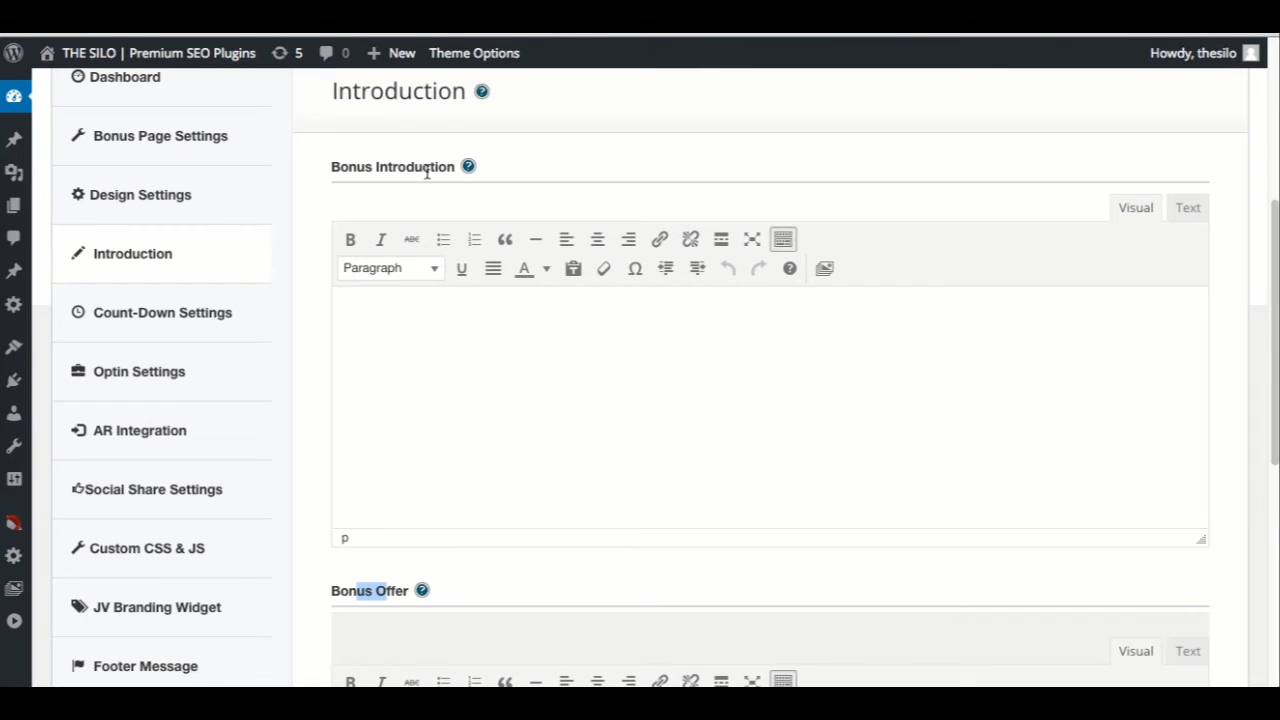 THE SILO | Premium SEO Plugins 5 0 New Theme Options Howdy, thesilo
Dashboard
Bonus Page Settings
Design Settings
Introduction
Count-Down Settings
Optin Settings
AR Integration
Social Share Settings
Custom CSS & JS
JV Branding Widget
Footer Message
Introduction ?
Bonus Introduction ?
Visual Text
B I ABC
Paragraph U A Ω ?
p
Bonus Offer ?
Visual Text
B I ABC